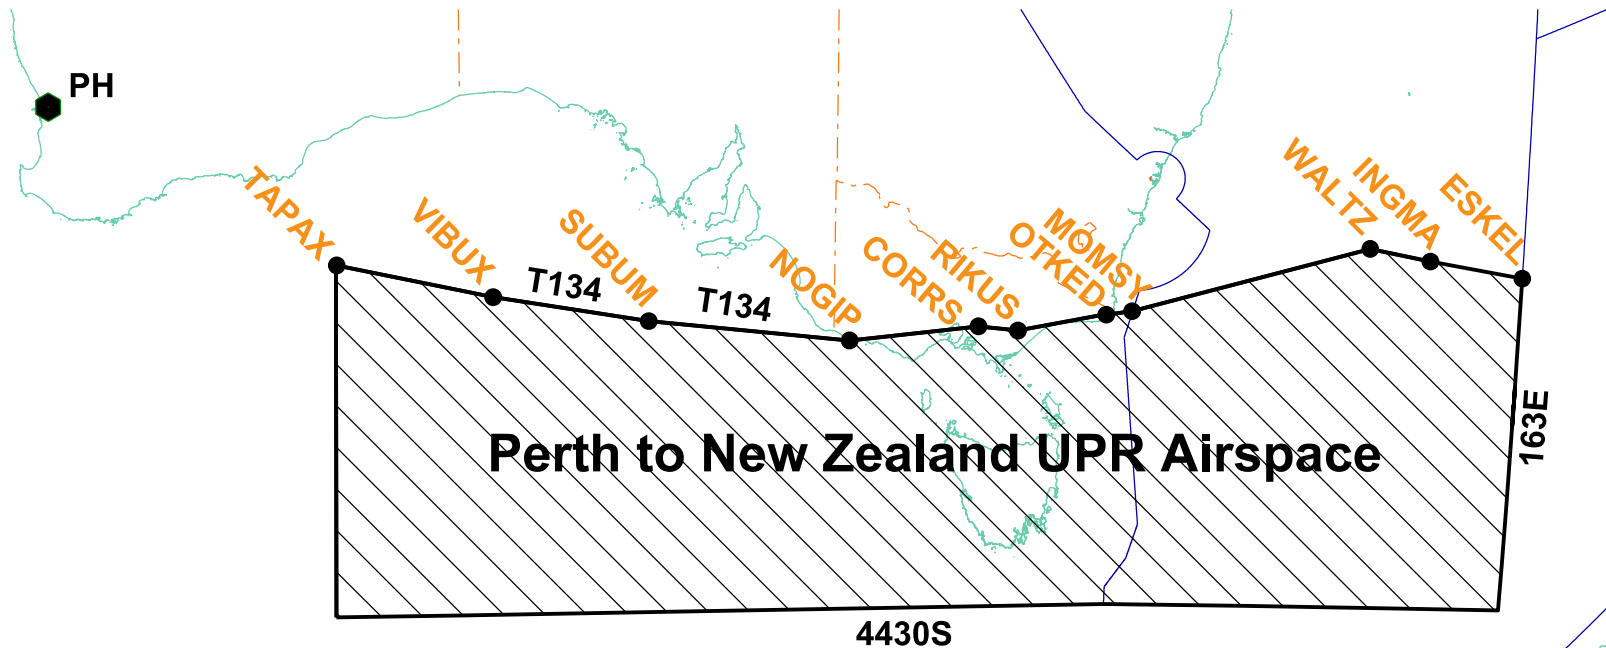 PH
TAPAX
VIBUX
T134
SUBUM
T134
NOGIP
CORRS
RIKUS
OTKED
MOMSY
WALTZ
INGMA
ESKEL
163E
Perth to New Zealand UPR Airspace
4430S